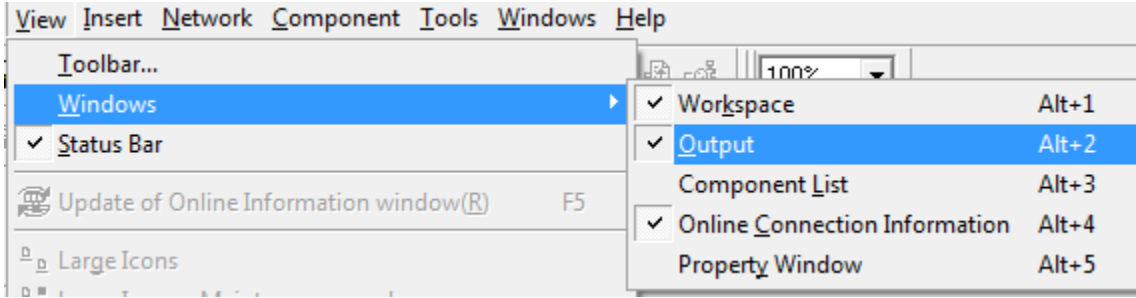 View Insert Network Component Tools Windows Help
Toolbar...
100%
Windows
Status Bar
Workspace Alt+1
Output Alt+2
Component List Alt+3
Online Connection Information Alt+4
Property Window Alt+5
Update of Online Information window(R) F5
Large Icons